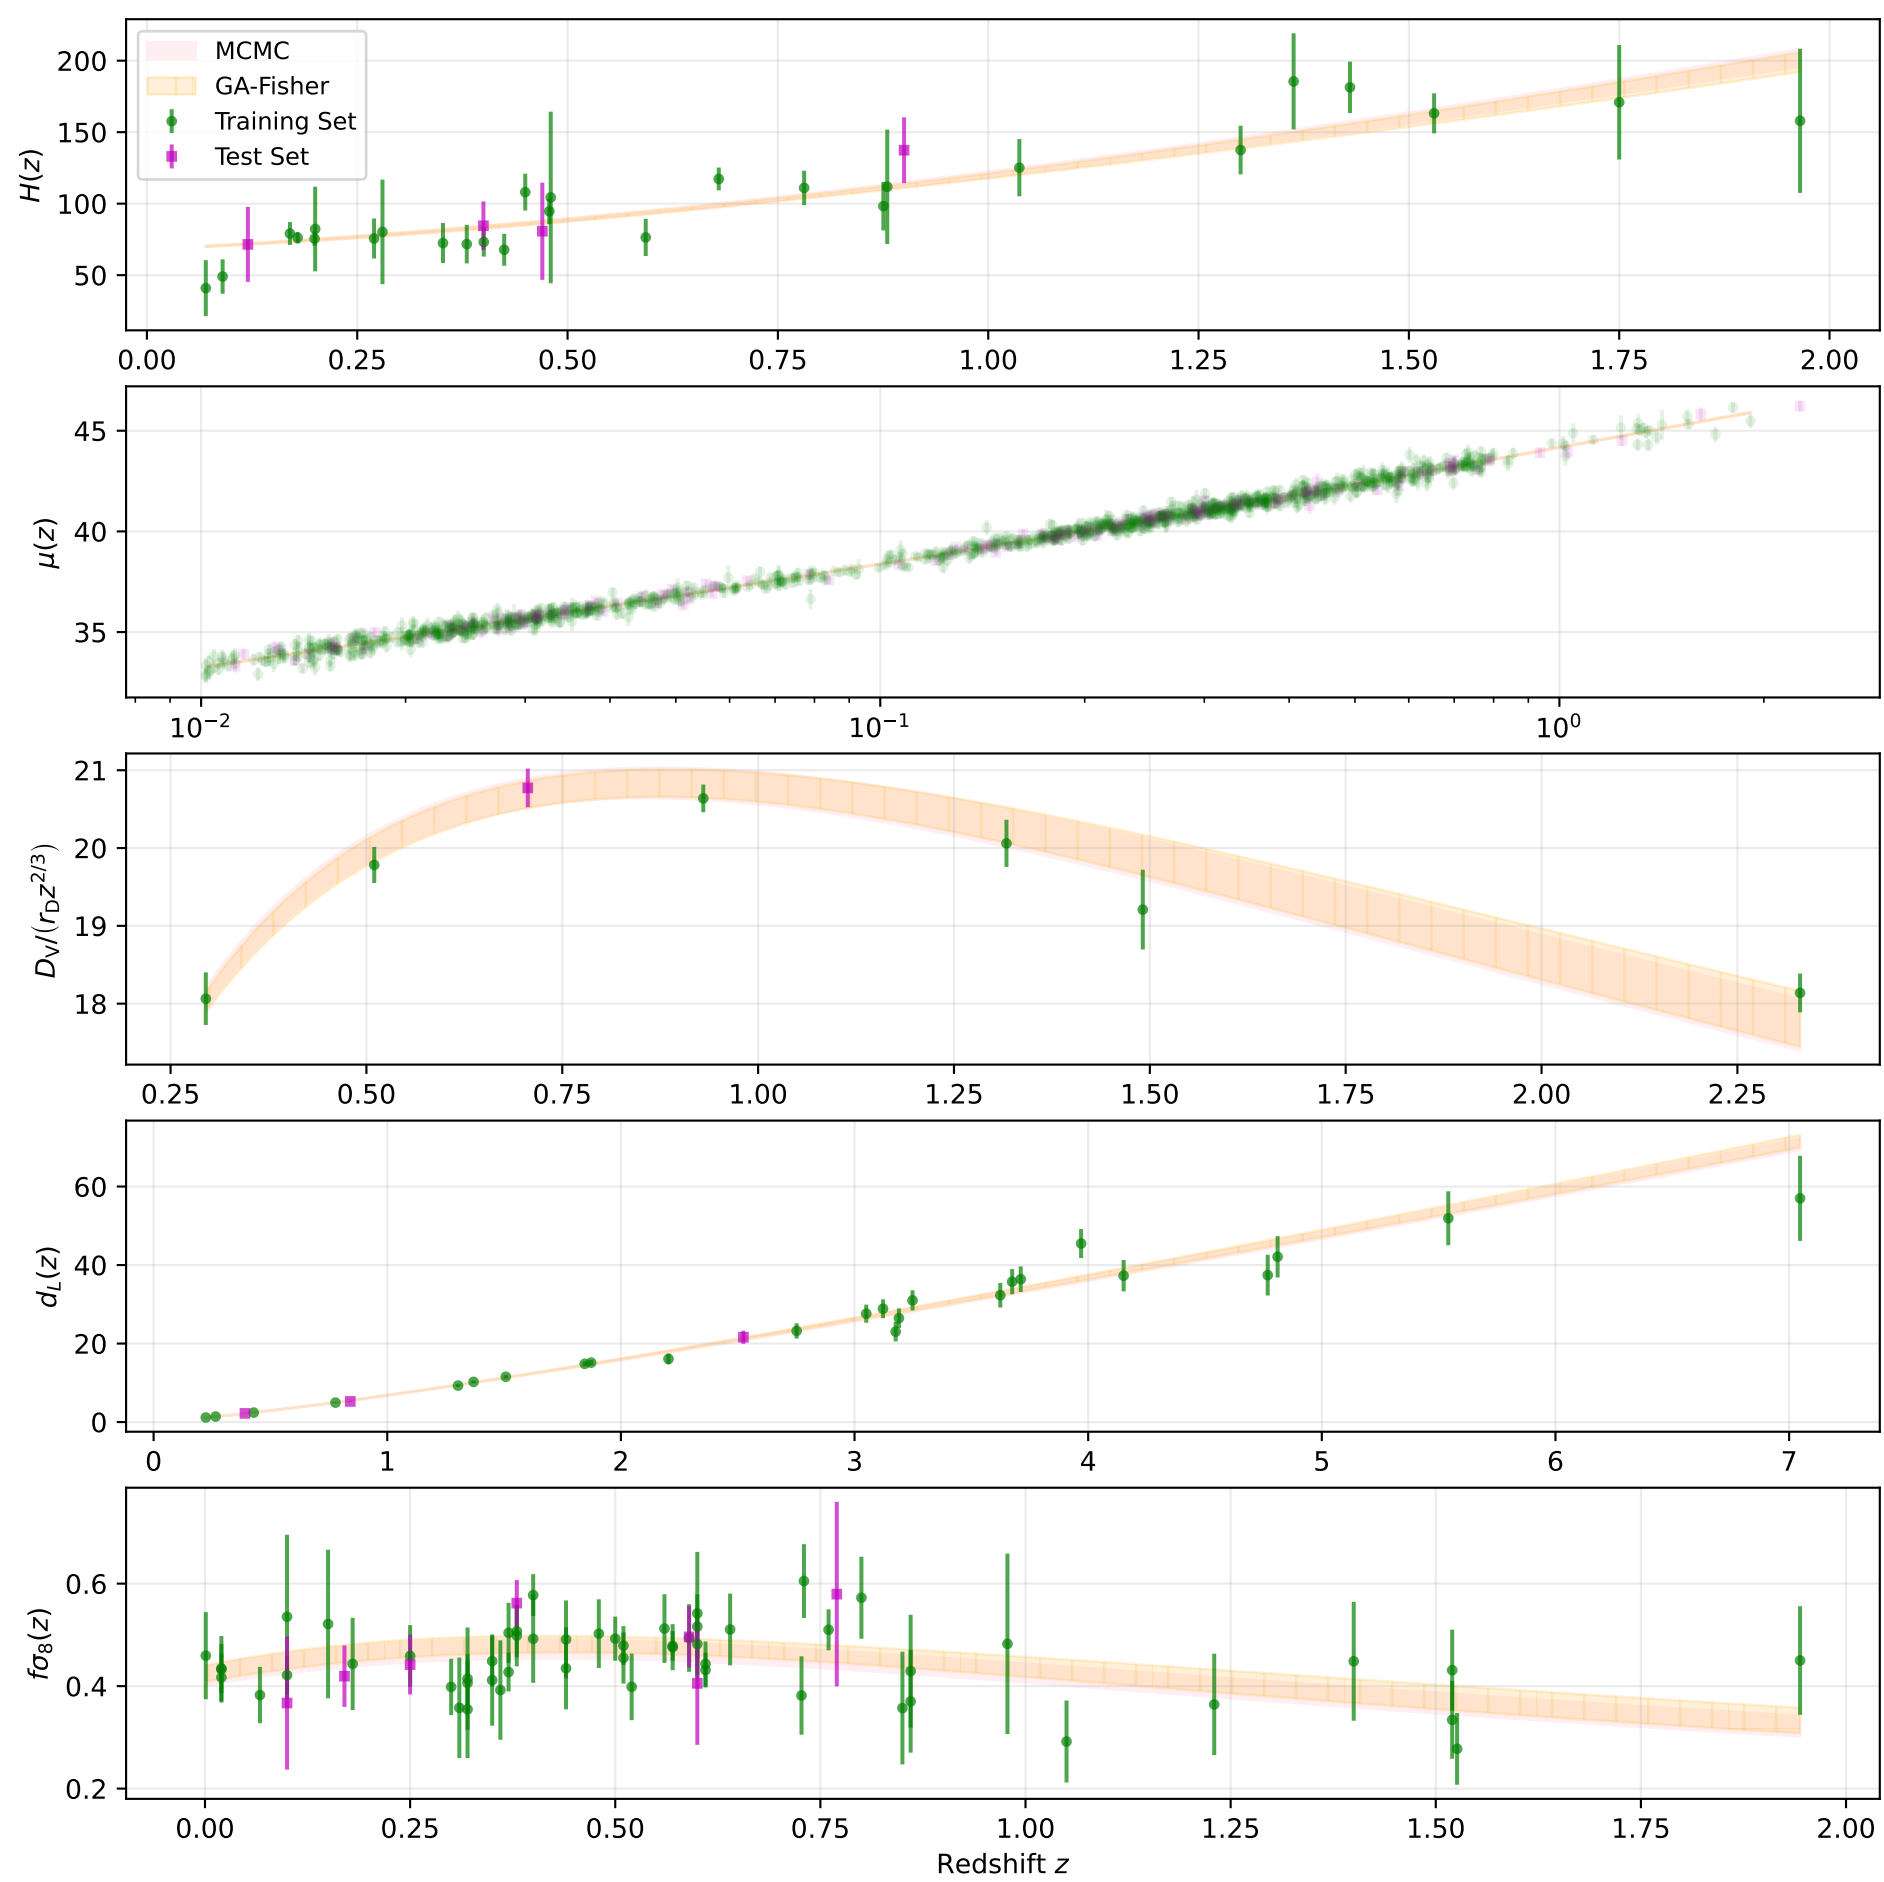 MCMC
GA-Fisher
Training Set
Test Set
H(z)
200
150
100
50
0.00 0.25 0.50 0.75 1.00 1.25 1.50 1.75 2.00
μ(z)
45
40
35
10⁻² 10⁻¹ 10⁰
D_V/(r_D z^{2/3})
21
20
19
18
0.25 0.50 0.75 1.00 1.25 1.50 1.75 2.00 2.25
d_L(z)
60
40
20
0
0 1 2 3 4 5 6 7
fσ₈(z)
0.6
0.4
0.2
0.00 0.25 0.50 0.75 1.00 1.25 1.50 1.75 2.00
Redshift z